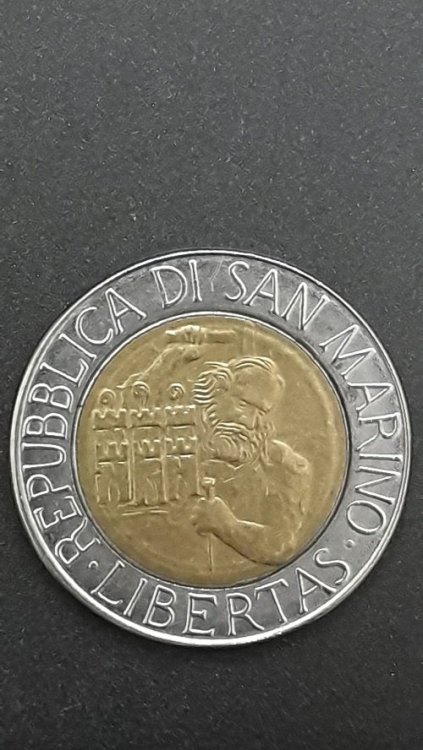 REPUBBLICA DI SAN MARINO
· LIBERTAS ·